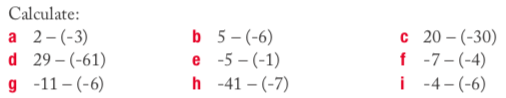 Calculate:
a 2 – (-3) b 5 – (-6) c 20 – (-30)
d 29 – (-61) e -5 – (-1) f -7 – (-4)
g -11 – (-6) h -41 – (-7) i -4 – (-6)